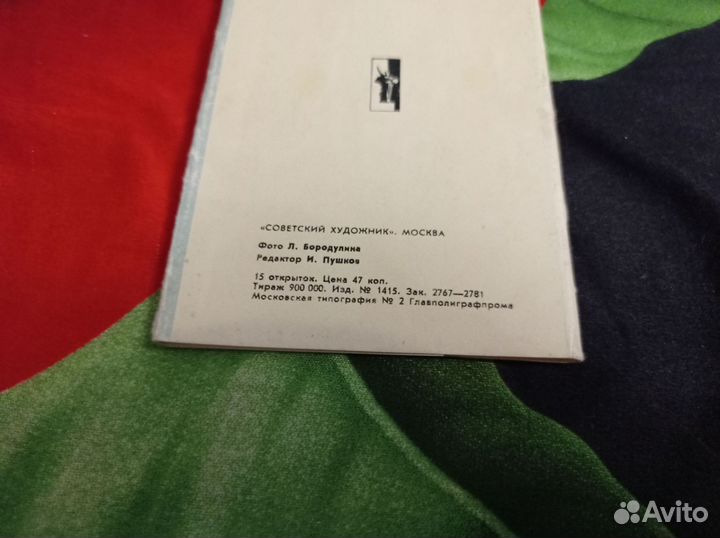 «СОВЕТСКИЙ ХУДОЖНИК». МОСКВА
Фото Л. Бородулина
Редактор И. Пушков
15 открыток. Цена 47 коп.
Тираж 900 000. Изд. № 1415. Зак. 2767—2781
Московская типография № 2 Главполиграфпрома
Avito